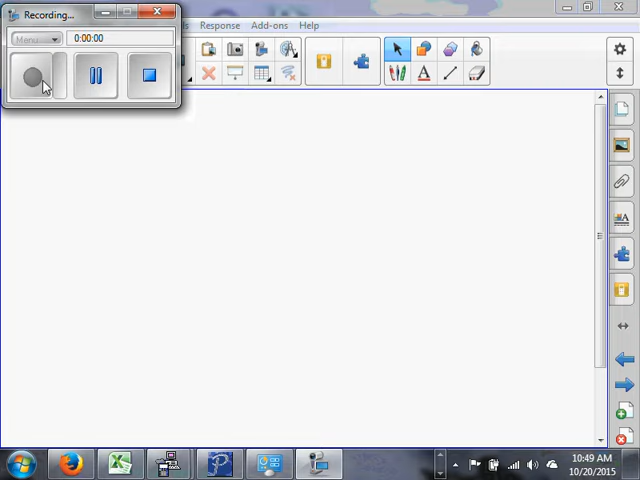 Recording...
Menu
0:00:00
Response Add-ons Help
A
A
10:49 AM
10/20/2015